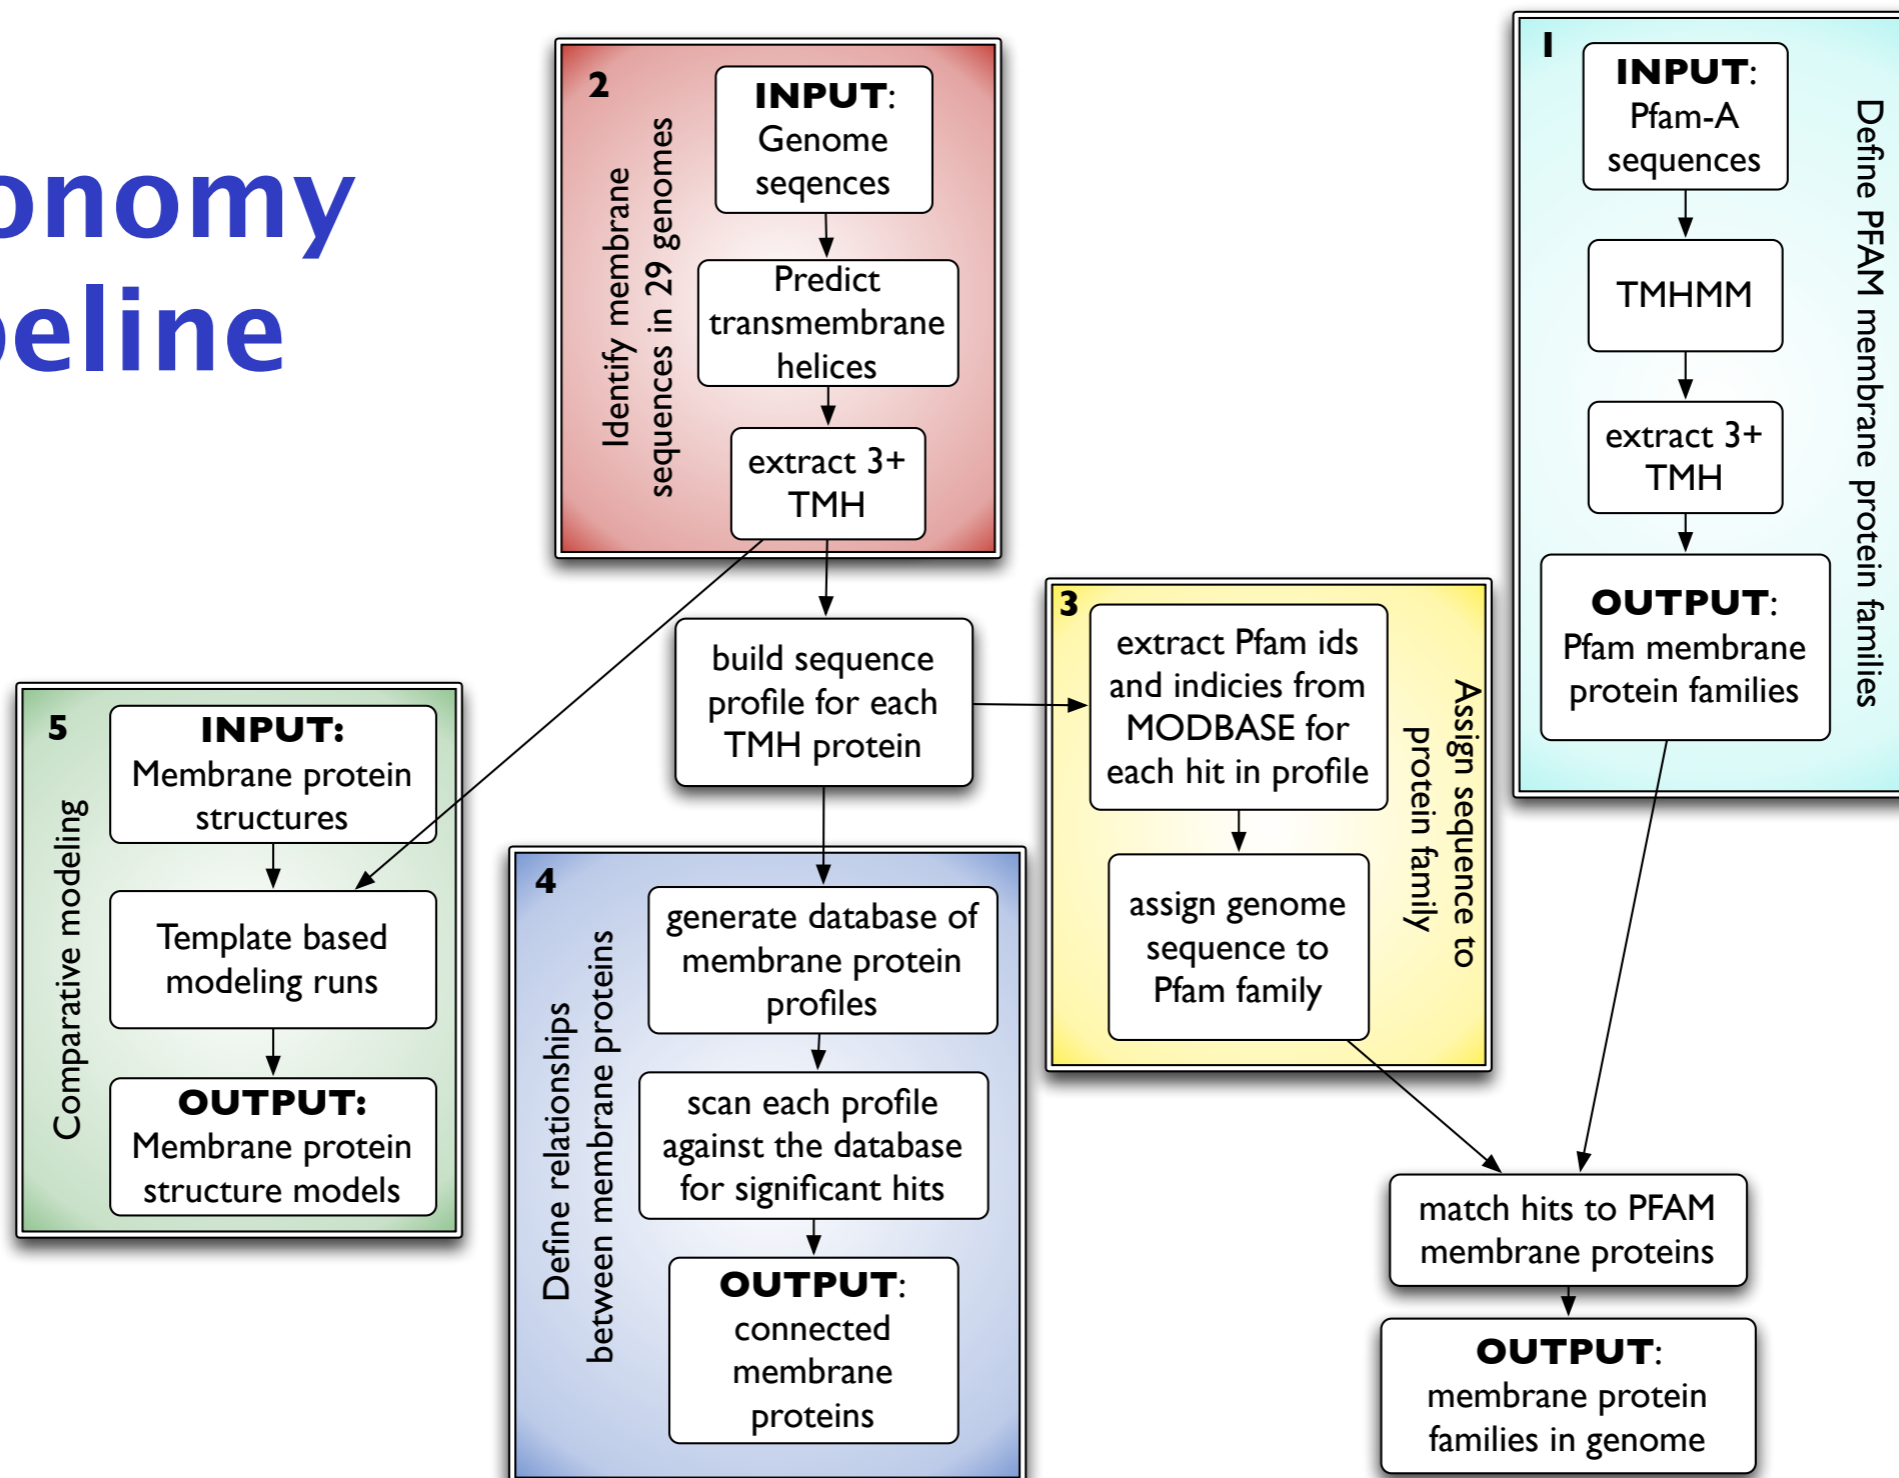 onomy
peline
2
Identify membrane
sequences in 29 genomes
INPUT:
Genome
seqences
Predict
transmembrane
helices
extract 3+
TMH
build sequence
profile for each
TMH protein
1
Define PFAM membrane protein families
INPUT:
Pfam-A
sequences
TMHMM
extract 3+
TMH
OUTPUT:
Pfam membrane
protein families
3
Assign sequence to
protein family
extract Pfam ids
and indicies from
MODBASE for
each hit in profile
assign genome
sequence to
Pfam family
5
Comparative modeling
INPUT:
Membrane protein
structures
Template based
modeling runs
OUTPUT:
Membrane protein
structure models
4
Define relationships
between membrane proteins
generate database of
membrane protein
profiles
scan each profile
against the database
for significant hits
OUTPUT:
connected
membrane
proteins
match hits to PFAM
membrane proteins
OUTPUT:
membrane protein
families in genome